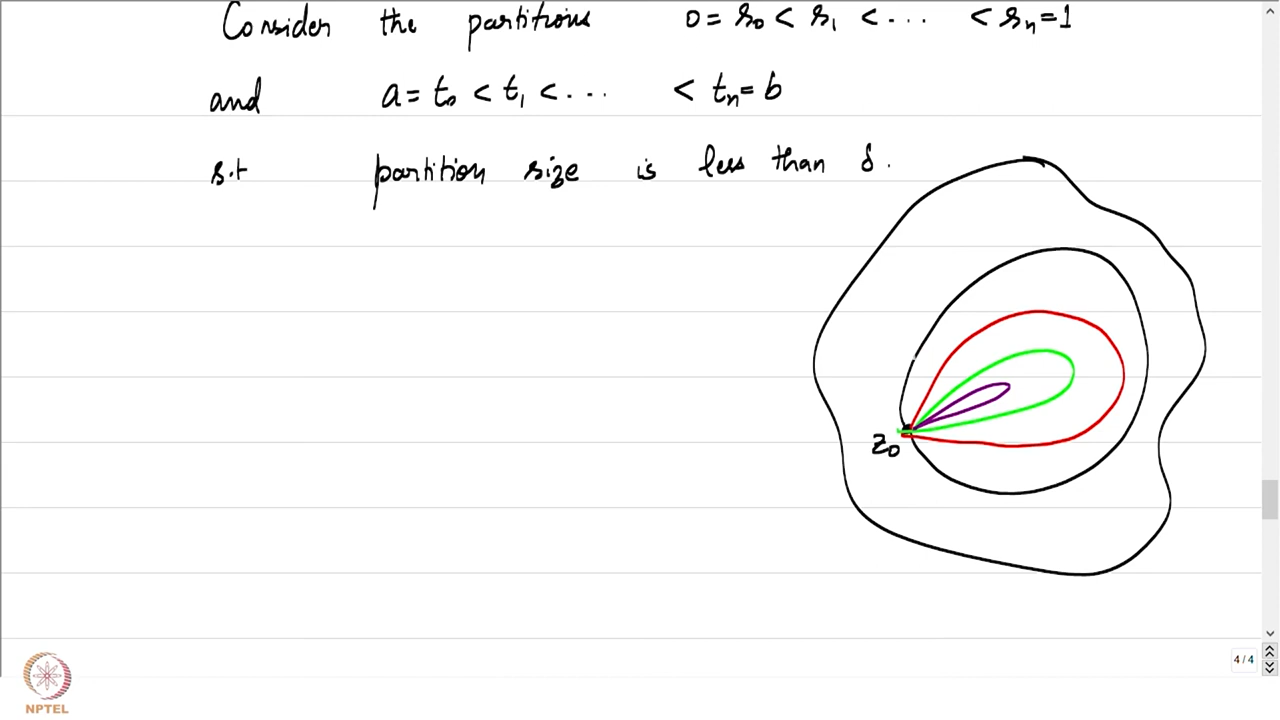 Consider the partitions 0 = s₀ < s₁ < ... < sₙ = 1
and a = t₀ < t₁ < ... < tₙ = b
s.t partition size is less than δ.
z₀
4 / 4
NPTEL